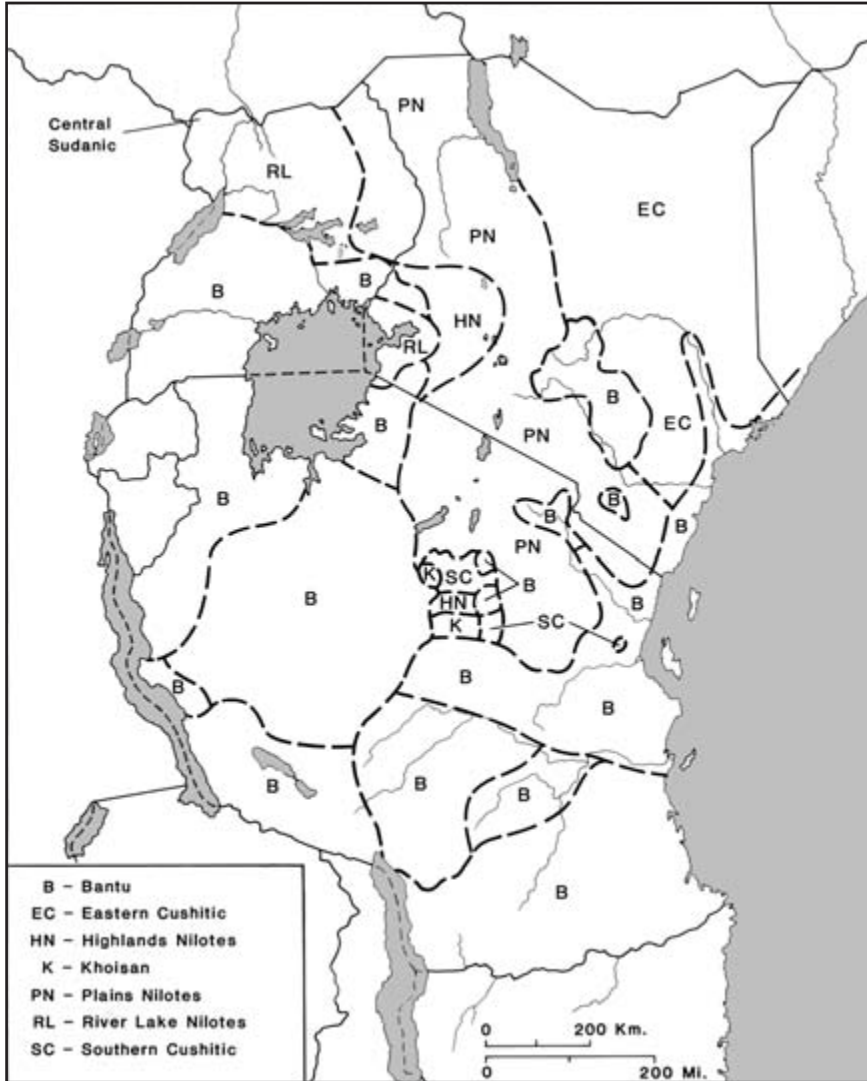 PN
Central
Sudanic
RL
EC
PN
B
B
HN
RL
B
EC
B
PN
B
B
B
B
PN
K
SC
B
B
HN
SC
B
K
B
B
B
B
B
B
B
B – Bantu
EC – Eastern Cushitic
HN – Highlands Nilotes
K – Khoisan
PN – Plains Nilotes
RL – River Lake Nilotes
SC – Southern Cushitic
0 200 Km.
0 200 Mi.